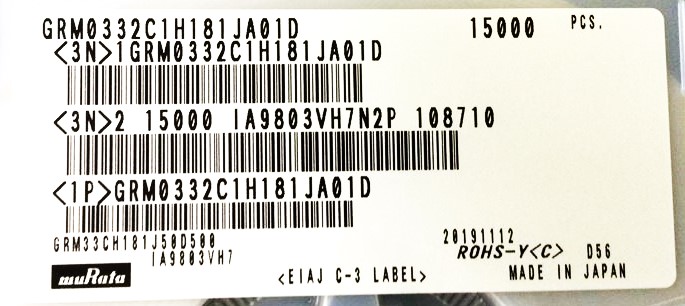 GRM0332C1H181JA01D 15000 PCS.
<3N>1GRM0332C1H181JA01D
<3N>2 15000 IA9803VH7N2P 108710
<1P>GRM0332C1H181JA01D
GRM33CH181J50D500 20191112
IA9803VH7 ROHS-Y<C> D56
muRata <EIAJ C-3 LABEL> MADE IN JAPAN